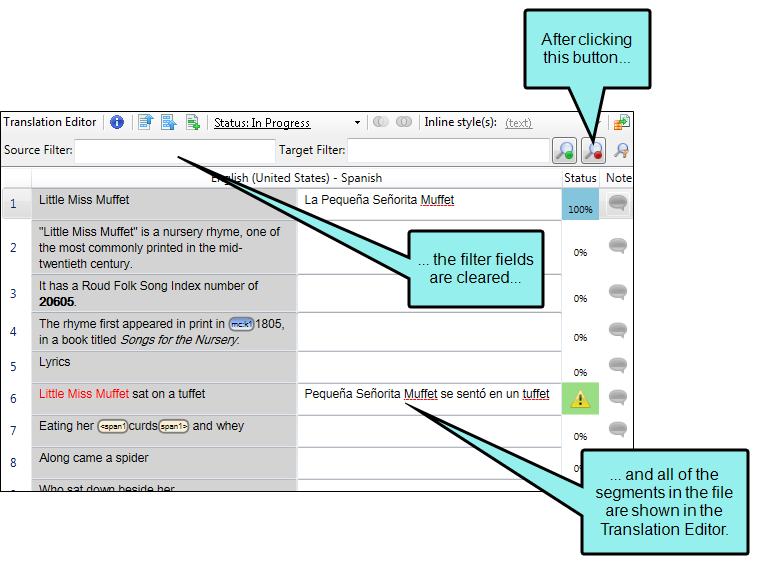 After clicking
this button...
Translation Editor
Status: In Progress
Inline style(s):
(text)
Source Filter:
Target Filter:
English (United States) - Spanish
Status
Note
1
Little Miss Muffet
La Pequeña Señorita Muffet
100%
2
"Little Miss Muffet" is a nursery rhyme, one of
the most commonly printed in the mid-
twentieth century.
0%
... the filter fields
are cleared...
3
It has a Roud Folk Song Index number of
20605.
0%
4
The rhyme first appeared in print in mc:k1 1805,
in a book titled Songs for the Nursery.
0%
5
Lyrics
0%
6
Little Miss Muffet sat on a tuffet
Pequeña Señorita Muffet se sentó en un tuffet
7
Eating her <span1 curds span1> and whey
0%
8
Along came a spider
0%
Who sat down beside her
... and all of the
segments in the file
are shown in the
Translation Editor.